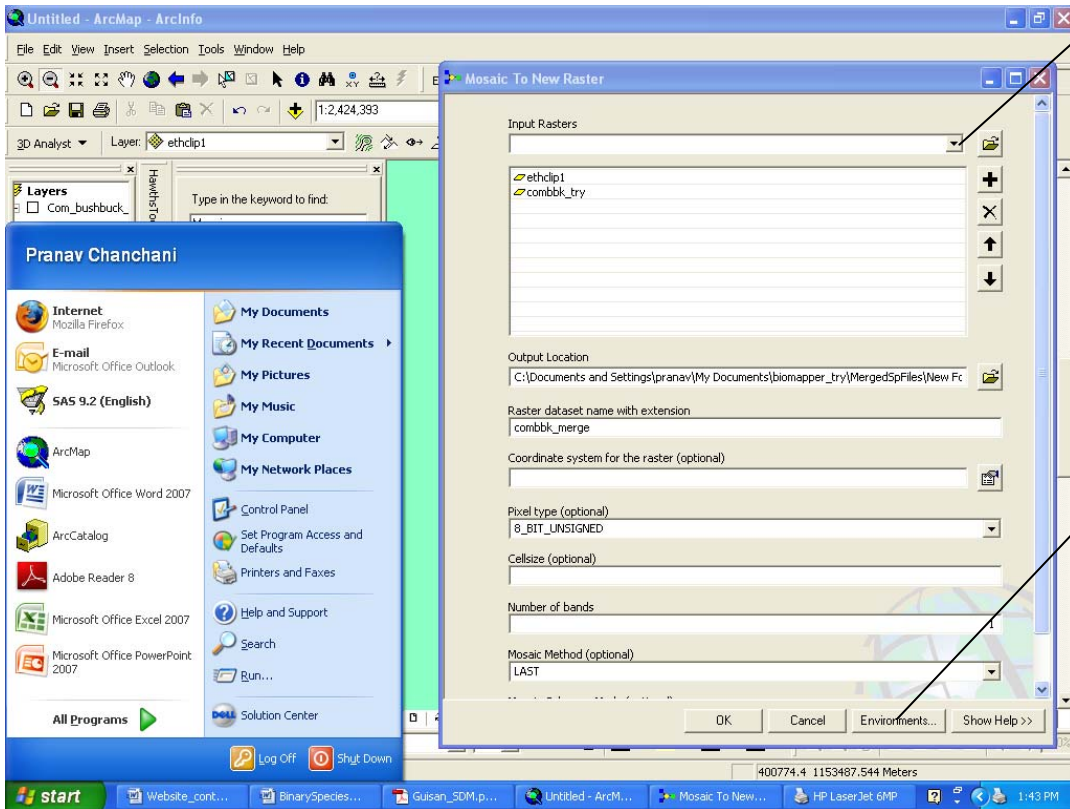 Untitled - ArcMap - ArcInfo
File Edit View Insert Selection Tools Window Help
1:2,424,393
3D Analyst Layer: ethclip1
Layers
Com_bushbuck_
HawthsTo
Type in the keyword to find:
Pranav Chanchani
Internet
Mozilla Firefox
E-mail
Microsoft Office Outlook
SAS 9.2 (English)
ArcMap
Microsoft Office Word 2007
ArcCatalog
Adobe Reader 8
Microsoft Office Excel 2007
Microsoft Office PowerPoint
2007
All Programs
My Documents
My Recent Documents
My Pictures
My Music
My Computer
My Network Places
Control Panel
Set Program Access and
Defaults
Printers and Faxes
Help and Support
Search
Run...
DELL Solution Center
Log Off Shut Down
Mosaic To New Raster
Input Rasters
ethclip1
combbk_try
Output Location
C:\Documents and Settings\pranav\My Documents\biomapper_try\MergedSpFiles\New Fo
Raster dataset name with extension
combbk_merge
Coordinate system for the raster (optional)
Pixel type (optional)
8_BIT_UNSIGNED
Cellsize (optional)
Number of bands
1
Mosaic Method (optional)
LAST
OK Cancel Environments... Show Help >>
400774.4 1153487.544 Meters
start Website_cont... BinarySpecies... Guisan_SDM.p... Untitled - ArcM... Mosaic To New... HP LaserJet 6MP 1:43 PM